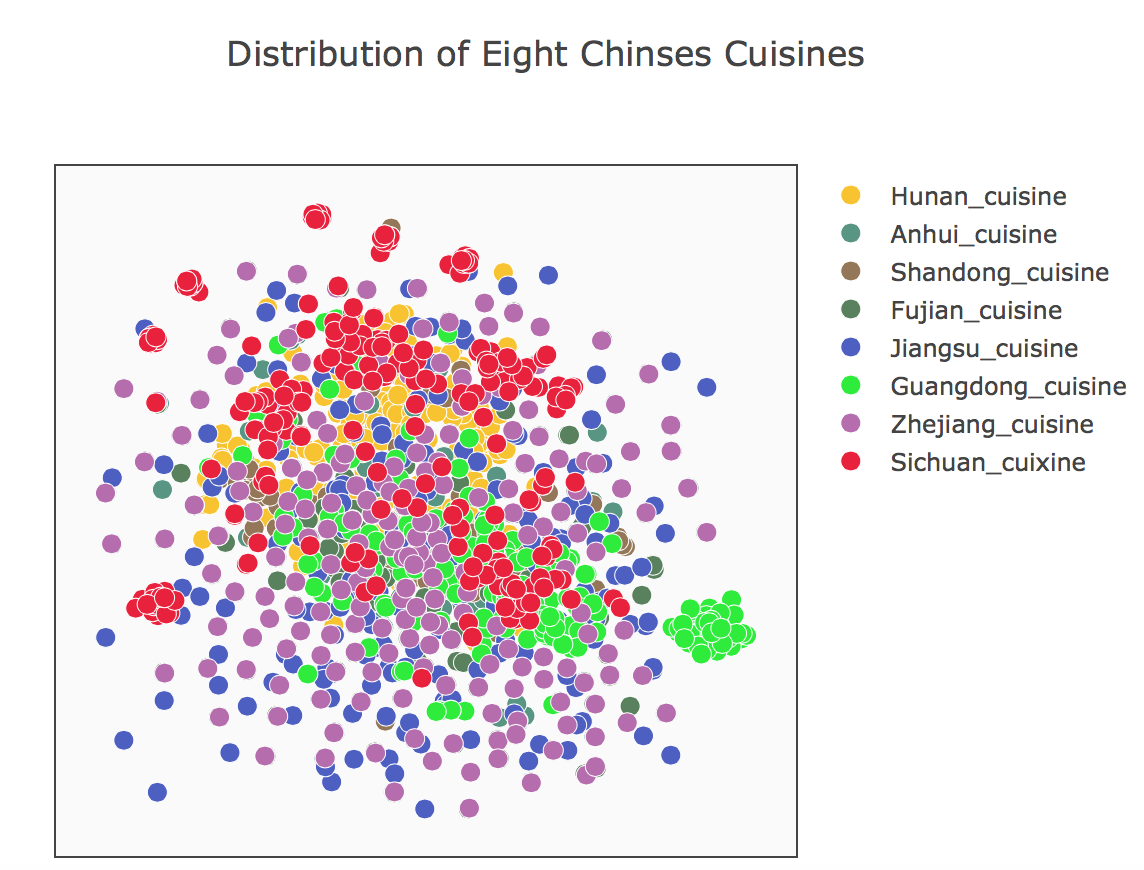 Distribution of Eight Chinses Cuisines
Hunan_cuisine
Anhui_cuisine
Shandong_cuisine
Fujian_cuisine
Jiangsu_cuisine
Guangdong_cuisine
Zhejiang_cuisine
Sichuan_cuixine